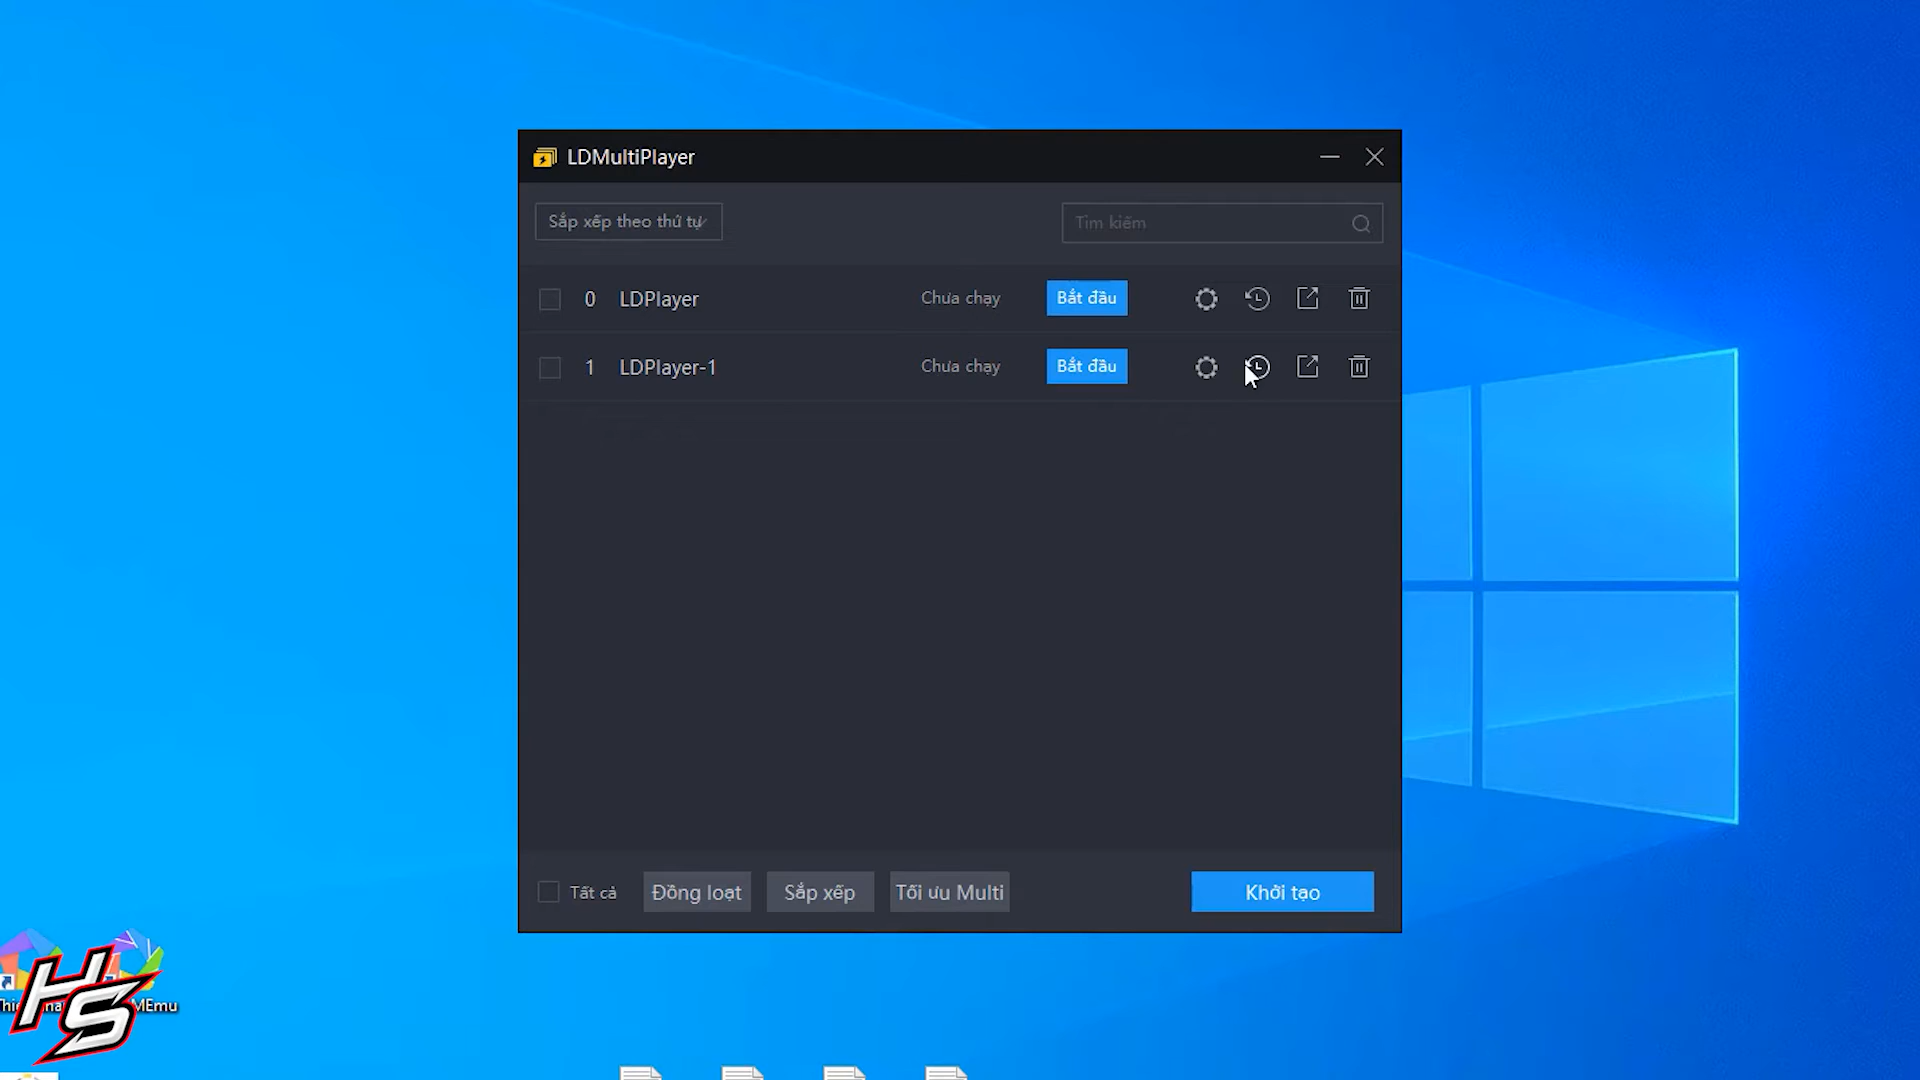 LDMultiPlayer
Sắp xếp theo thứ tự
Tìm kiếm
0 LDPlayer Chưa chạy Bắt đầu
1 LDPlayer-1 Chưa chạy Bắt đầu
Tất cả Đồng loạt Sắp xếp Tối ưu Multi Khởi tạo
HS
MEmu